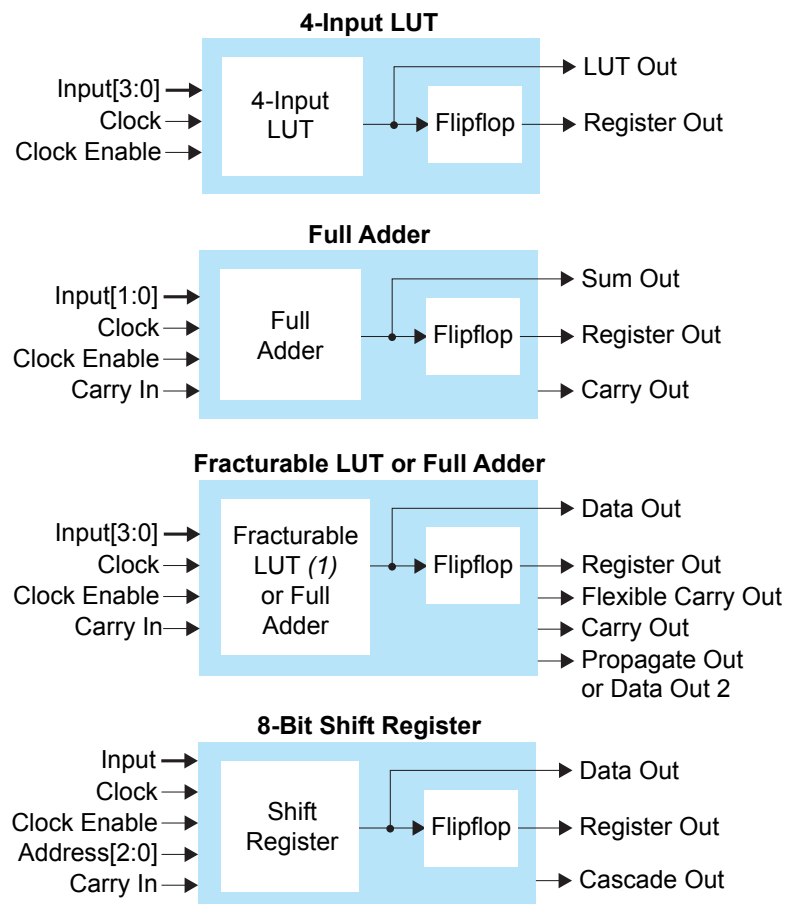 4-Input LUT
Input[3:0]
Clock
Clock Enable
4-Input
LUT
Flipflop
LUT Out
Register Out
Full Adder
Input[1:0]
Clock
Clock Enable
Carry In
Full
Adder
Flipflop
Sum Out
Register Out
Carry Out
Fracturable LUT or Full Adder
Input[3:0]
Clock
Clock Enable
Carry In
Fracturable
LUT (1)
or Full
Adder
Flipflop
Data Out
Register Out
Flexible Carry Out
Carry Out
Propagate Out
or Data Out 2
8-Bit Shift Register
Input
Clock
Clock Enable
Address[2:0]
Carry In
Shift
Register
Flipflop
Data Out
Register Out
Cascade Out